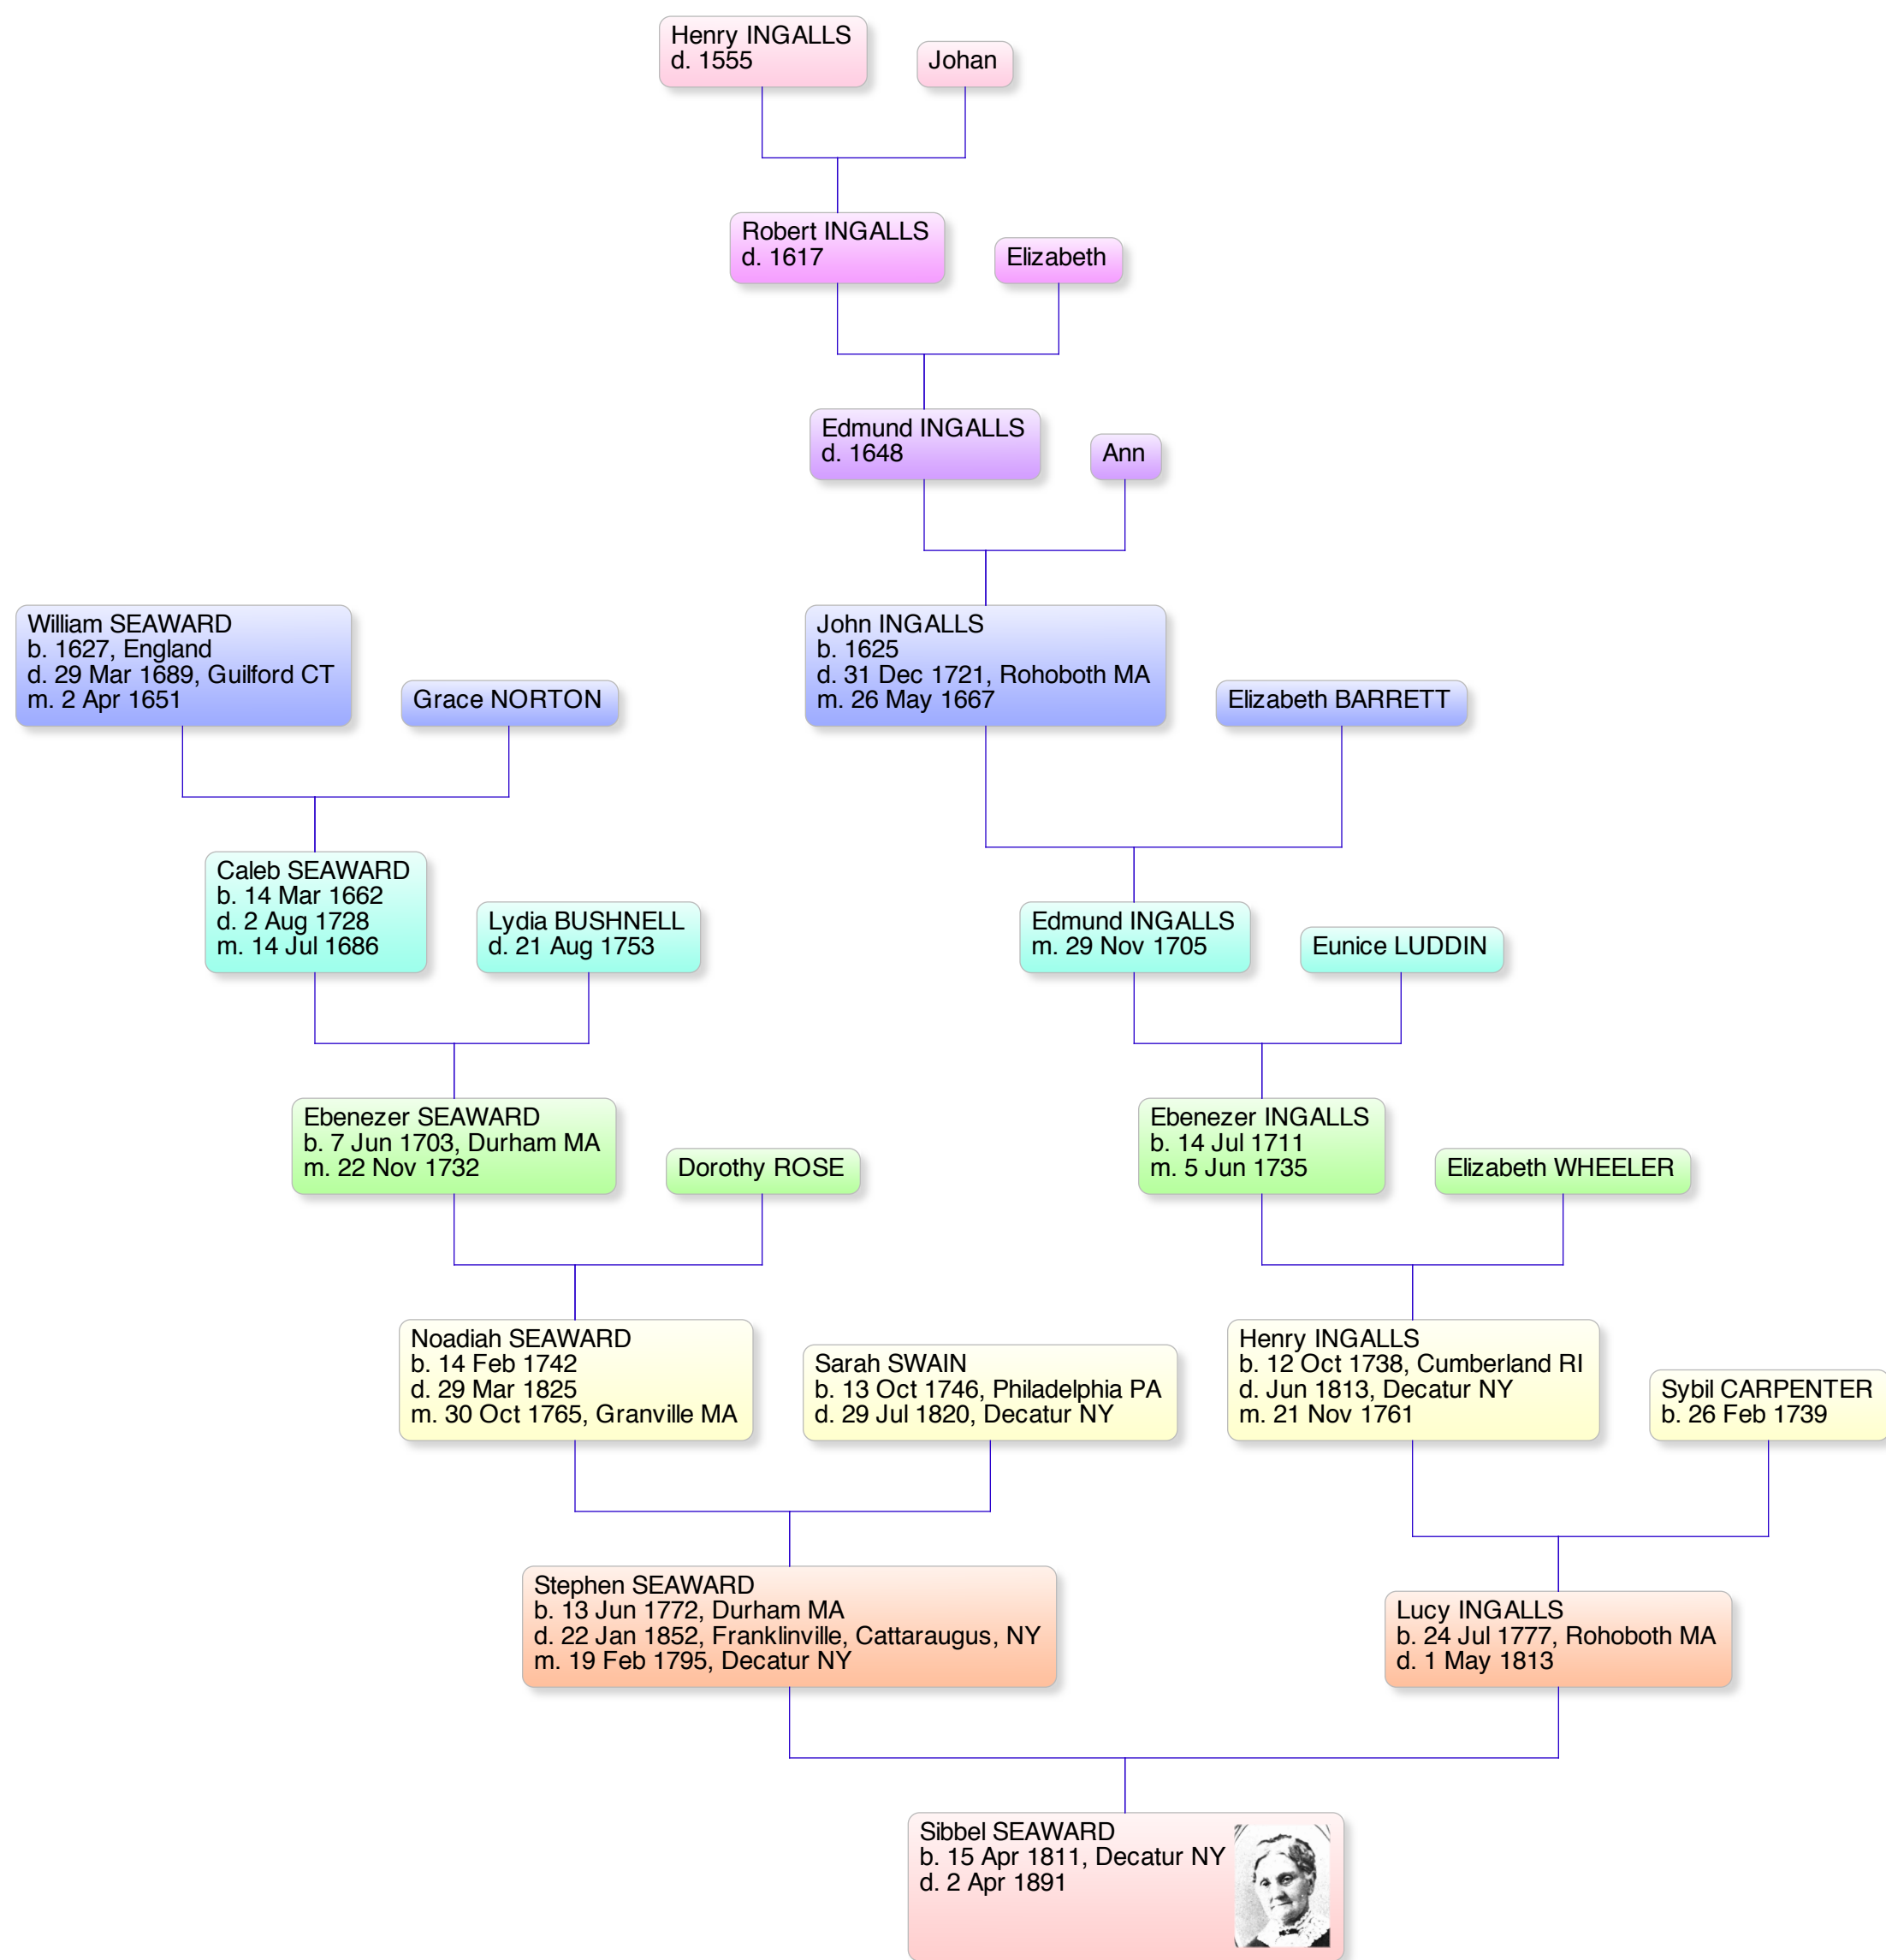 Henry INGALLS
d. 1555
Johan
Robert INGALLS
d. 1617
Elizabeth
Edmund INGALLS
d. 1648
Ann
William SEAWARD
b. 1627, England
d. 29 Mar 1689, Guilford CT
m. 2 Apr 1651
Grace NORTON
John INGALLS
b. 1625
d. 31 Dec 1721, Rohoboth MA
m. 26 May 1667
Elizabeth BARRETT
Caleb SEAWARD
b. 14 Mar 1662
d. 2 Aug 1728
m. 14 Jul 1686
Lydia BUSHNELL
d. 21 Aug 1753
Edmund INGALLS
m. 29 Nov 1705
Eunice LUDDIN
Ebenezer SEAWARD
b. 7 Jun 1703, Durham MA
m. 22 Nov 1732
Dorothy ROSE
Ebenezer INGALLS
b. 14 Jul 1711
m. 5 Jun 1735
Elizabeth WHEELER
Noadiah SEAWARD
b. 14 Feb 1742
d. 29 Mar 1825
m. 30 Oct 1765, Granville MA
Sarah SWAIN
b. 13 Oct 1746, Philadelphia PA
d. 29 Jul 1820, Decatur NY
Henry INGALLS
b. 12 Oct 1738, Cumberland RI
d. Jun 1813, Decatur NY
m. 21 Nov 1761
Sybil CARPENTER
b. 26 Feb 1739
Stephen SEAWARD
b. 13 Jun 1772, Durham MA
d. 22 Jan 1852, Franklinville, Cattaraugus, NY
m. 19 Feb 1795, Decatur NY
Lucy INGALLS
b. 24 Jul 1777, Rohoboth MA
d. 1 May 1813
Sibbel SEAWARD
b. 15 Apr 1811, Decatur NY
d. 2 Apr 1891